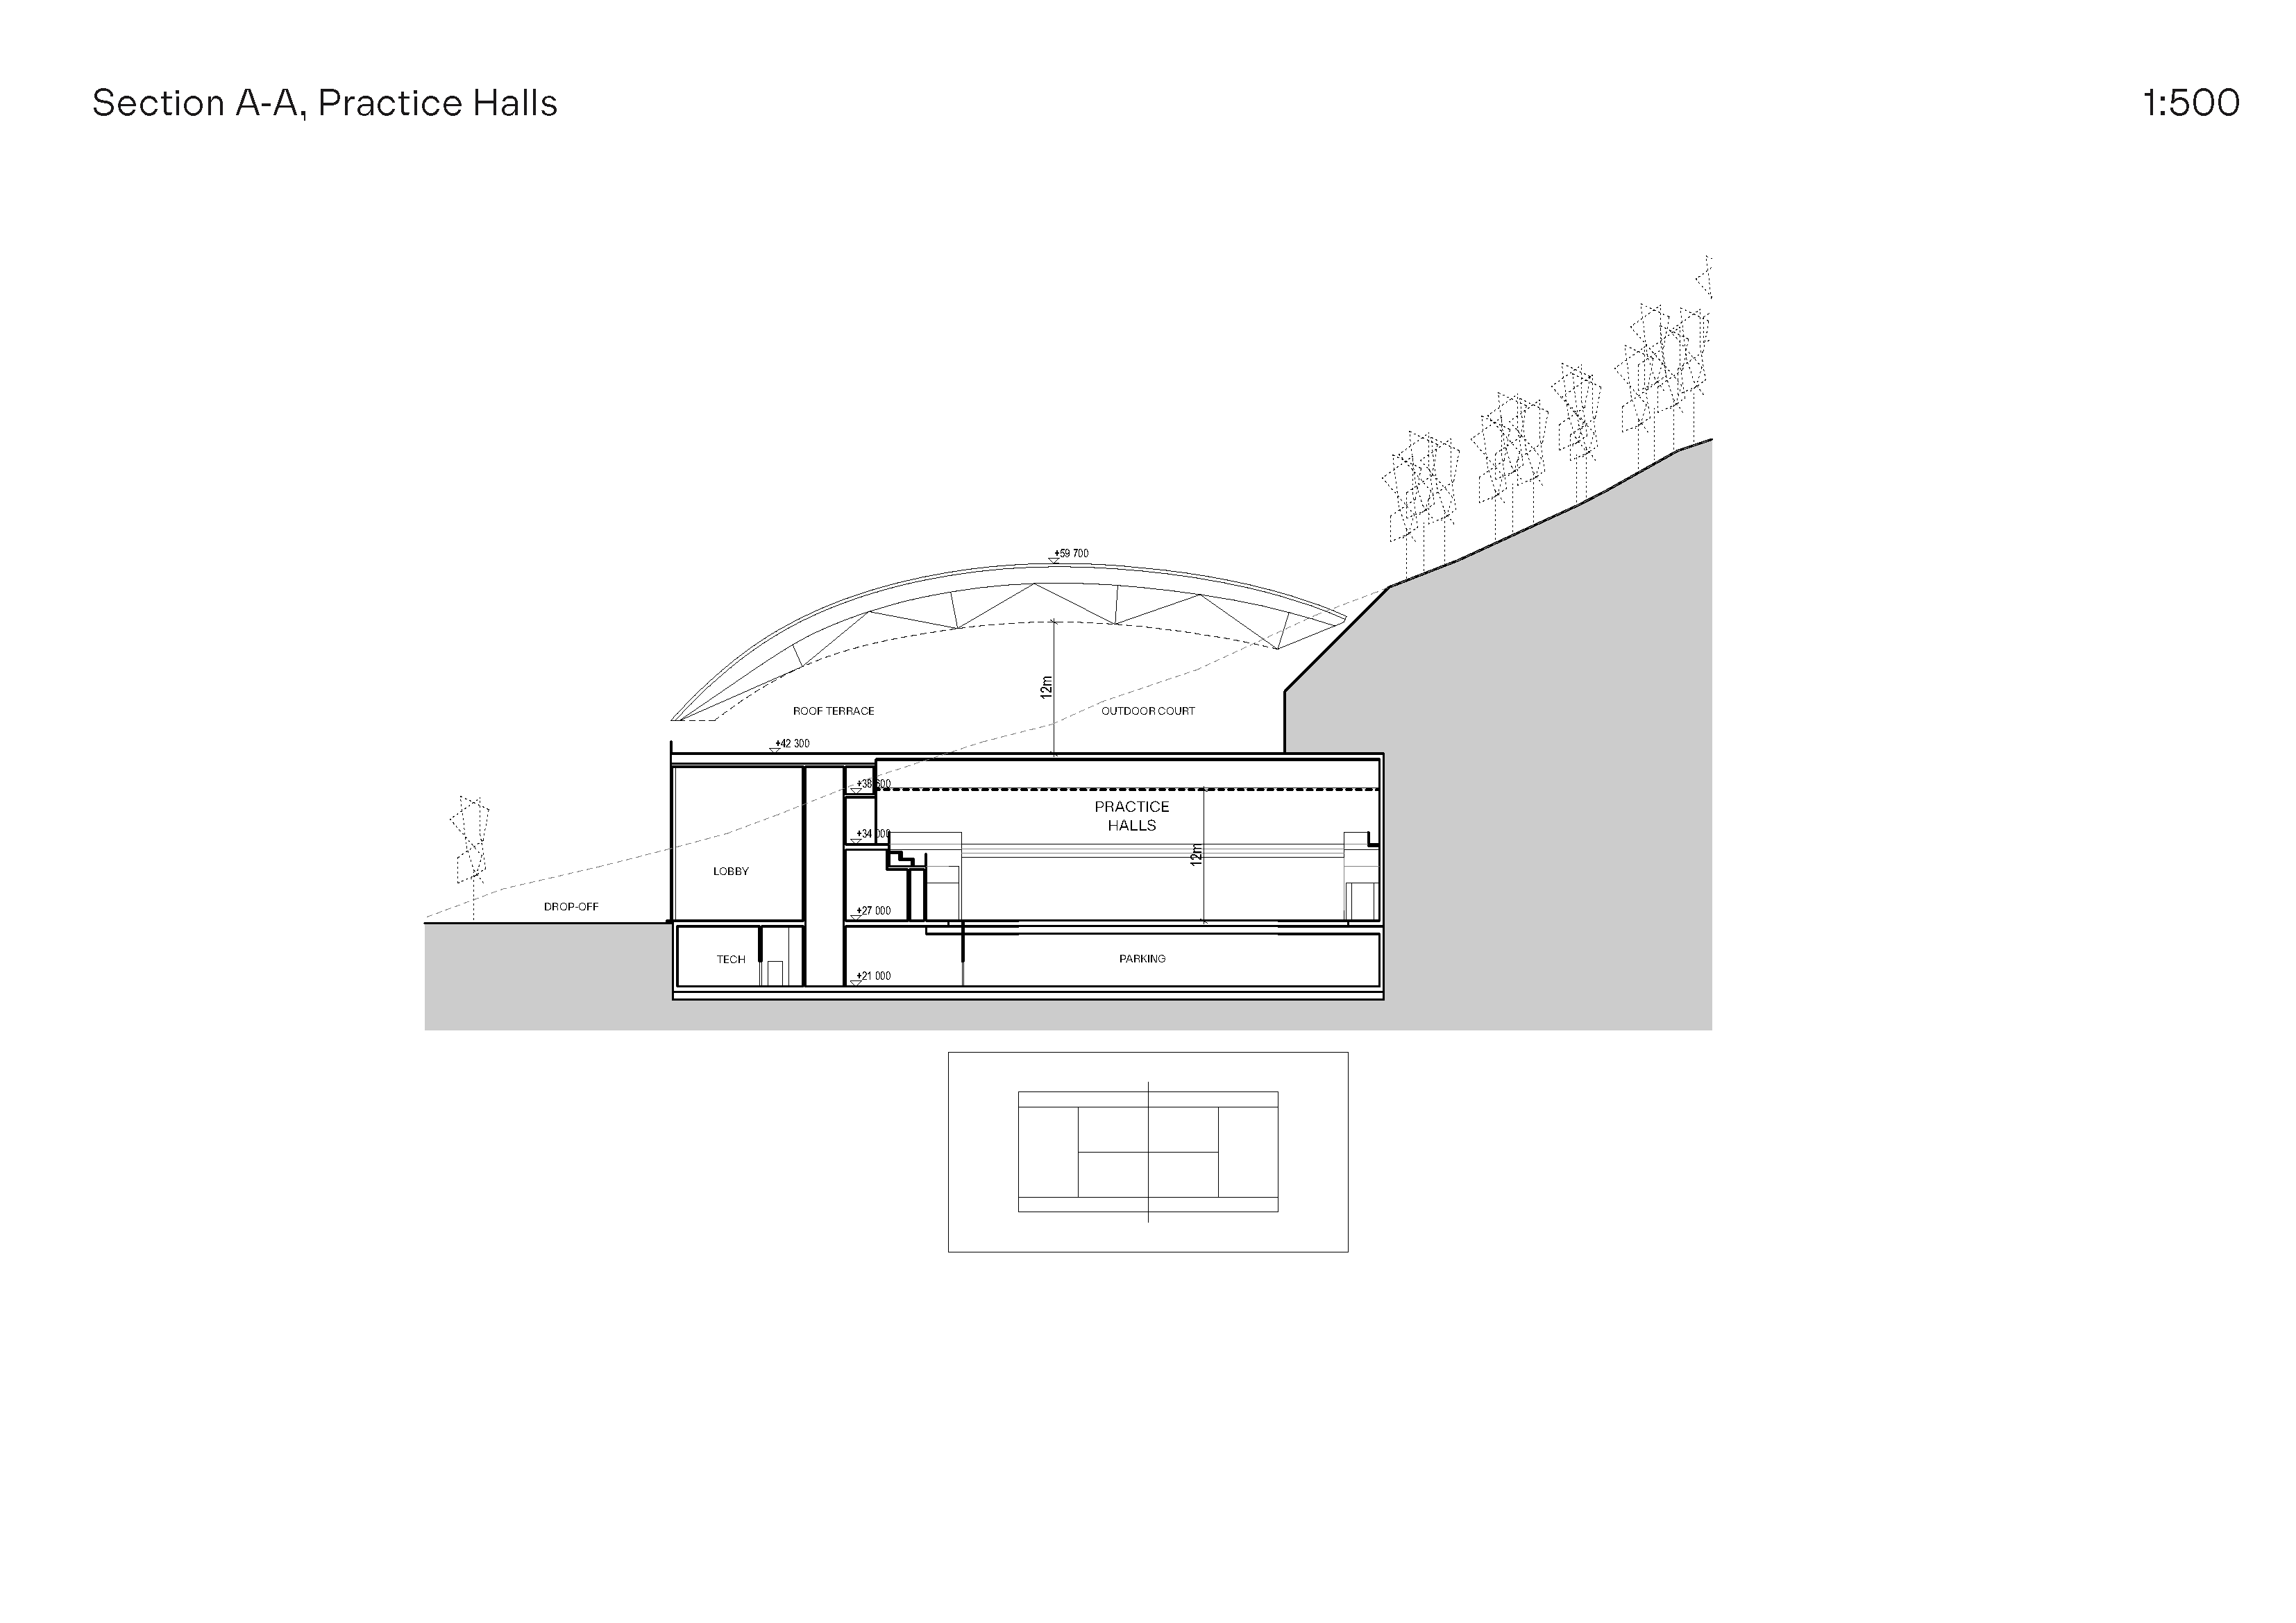 Section A-A, Practice Halls
1:500
+59 700
12m
ROOF TERRACE
OUTDOOR COURT
+42 300
+38 600
PRACTICE
HALLS
+34 000
12m
LOBBY
DROP-OFF
+27 000
TECH
PARKING
+21 000